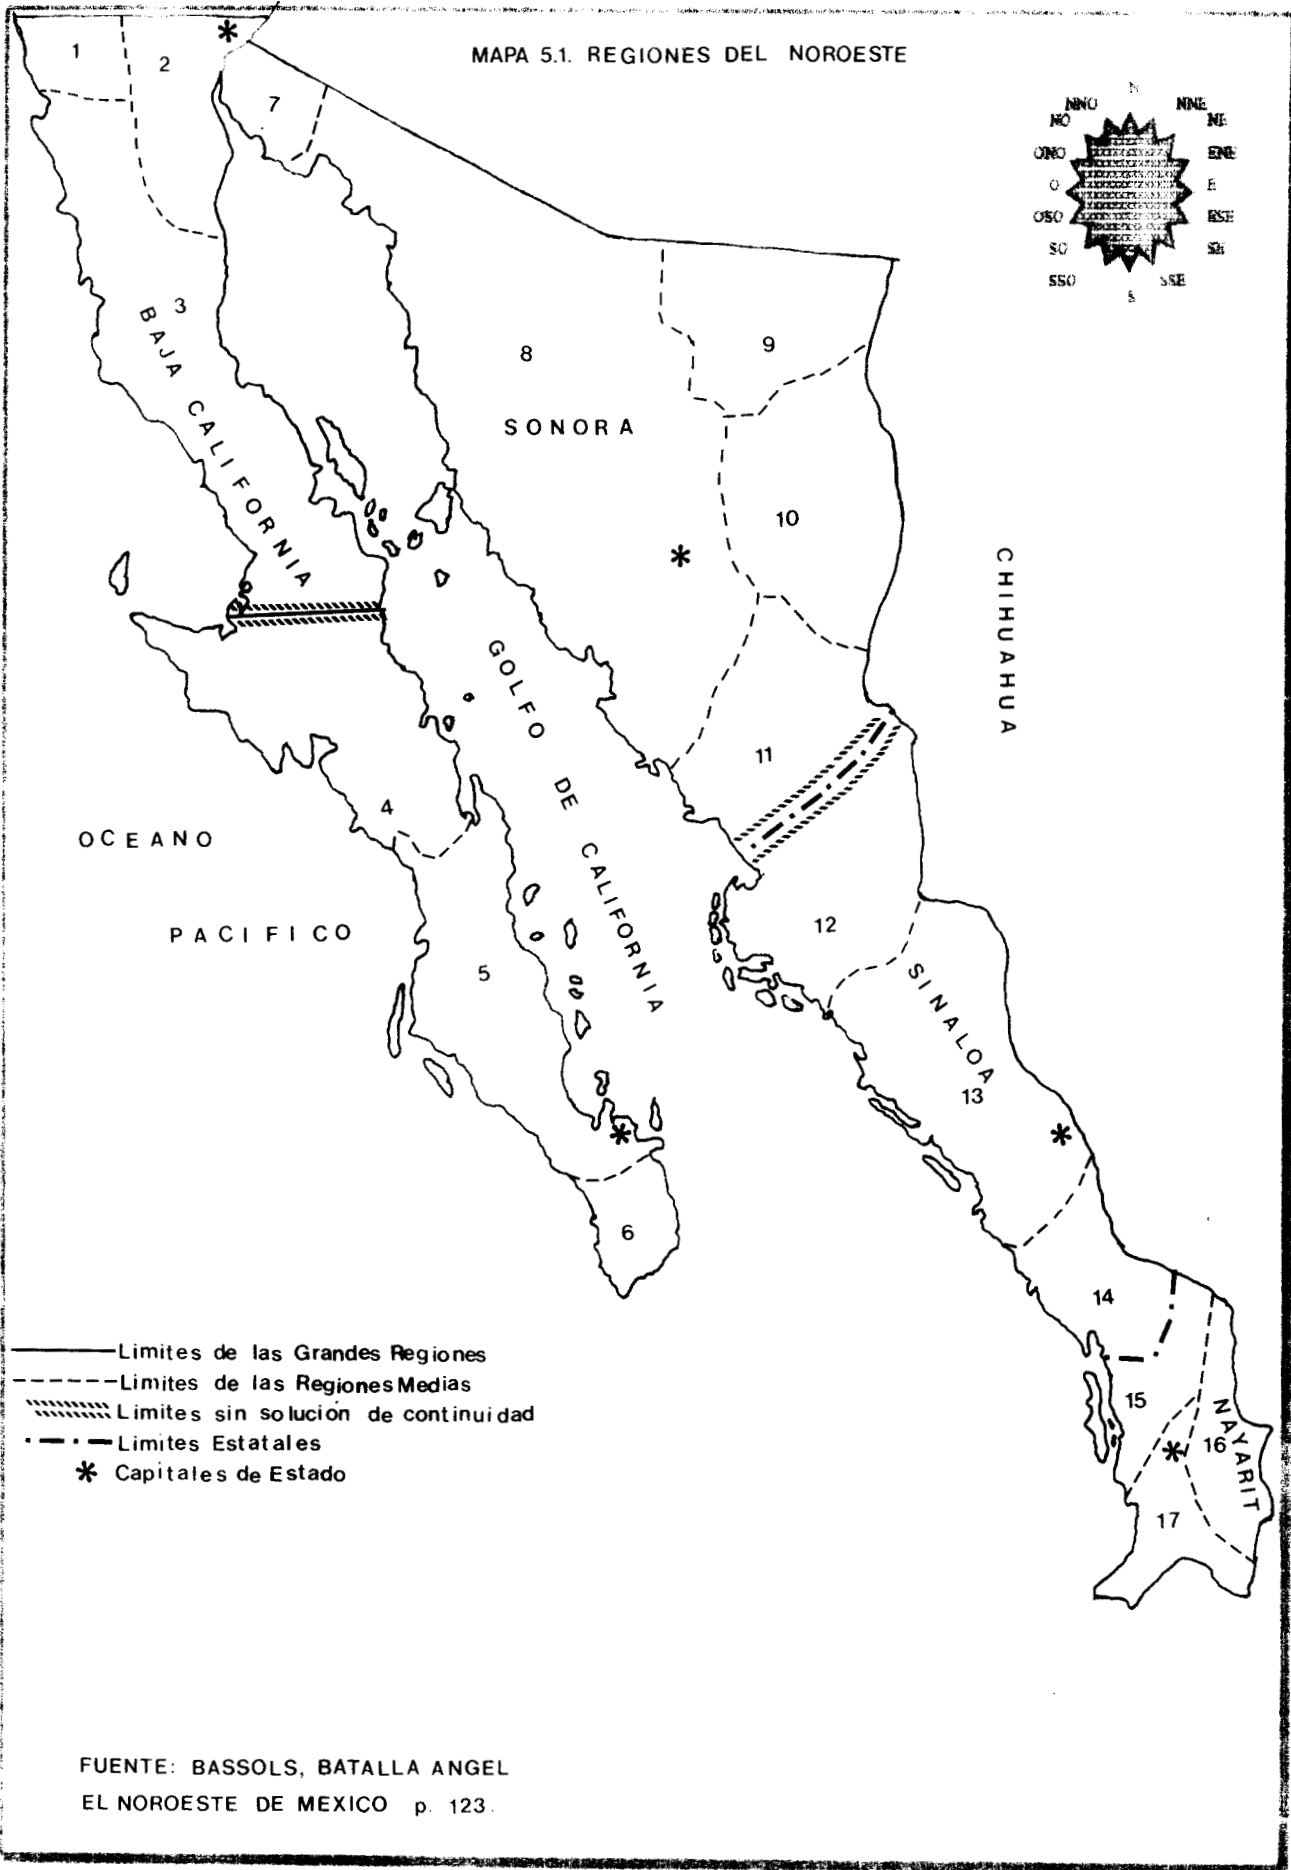 MAPA 5.1. REGIONES DEL NOROESTE
N
NNO
NNE
NO
NE
ONO
ENE
O
E
OSO
ESE
SO
SE
SSO
SSE
S
1
2
7
3
BAJA CALIFORNIA
8
9
SONORA
10
CHIHUAHUA
GOLFO DE CALIFORNIA
11
4
OCEANO
PACIFICO
12
5
SINALOA
13
6
14
15
NAYARIT
16
17
Limites de las Grandes Regiones
Limites de las Regiones Medias
Limites sin solución de continuidad
Limites Estatales
* Capitales de Estado
FUENTE: BASSOLS, BATALLA ANGEL
EL NOROESTE DE MEXICO p. 123.